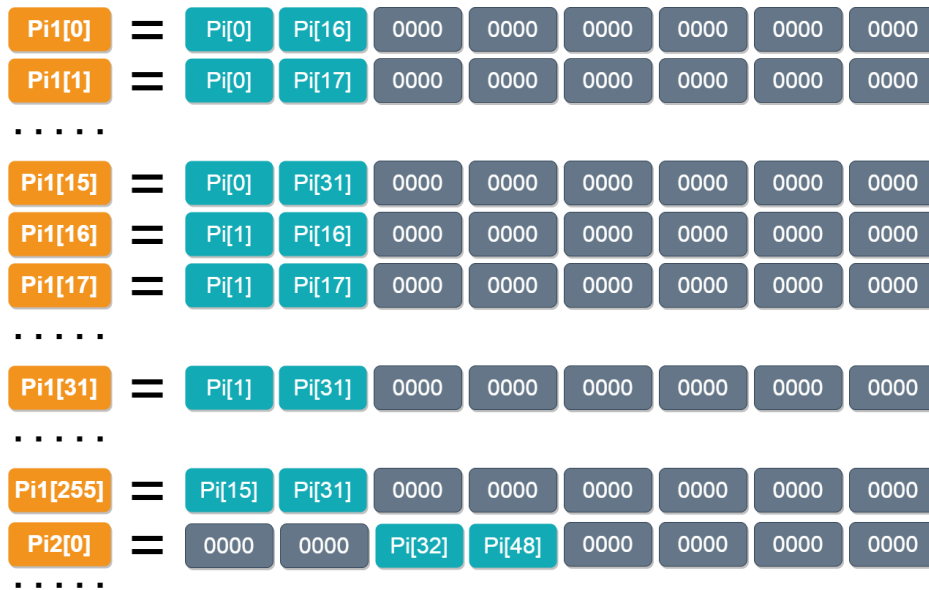 Pi1[0] = Pi[0] Pi[16] 0000 0000 0000 0000 0000 0000
Pi1[1] = Pi[0] Pi[17] 0000 0000 0000 0000 0000 0000
. . . . .
Pi1[15] = Pi[0] Pi[31] 0000 0000 0000 0000 0000 0000
Pi1[16] = Pi[1] Pi[16] 0000 0000 0000 0000 0000 0000
Pi1[17] = Pi[1] Pi[17] 0000 0000 0000 0000 0000 0000
. . . . .
Pi1[31] = Pi[1] Pi[31] 0000 0000 0000 0000 0000 0000
. . . . .
Pi1[255] = Pi[15] Pi[31] 0000 0000 0000 0000 0000 0000
Pi2[0] = 0000 0000 Pi[32] Pi[48] 0000 0000 0000 0000
. . . . .